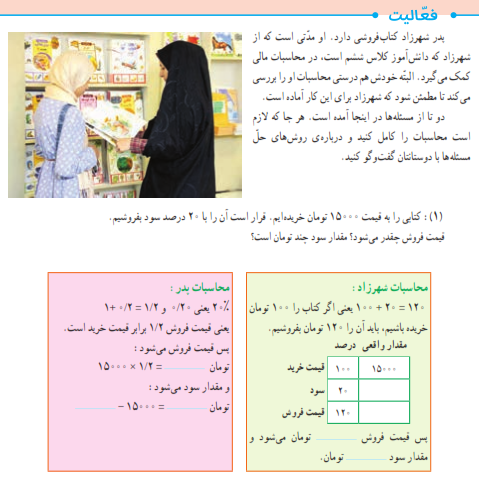 فعّالیت
پدر شهرزاد کتاب‌فروشی دارد. او مدّتی است که از
شهرزاد که دانش‌آموز کلاس ششم است، در محاسبات مالی
کمک می‌گیرد. البتّه خودش هم درستی محاسبات او را بررسی
می‌کند تا مطمئن شود که شهرزاد برای این کار آماده است.
دو تا از مسئله‌ها در اینجا آمده است. هر جا که لازم
است محاسبات را کامل کنید و درباره‌ی روش‌های حلّ
مسئله‌ها با دوستانتان گفت‌وگو کنید.
(۱) : کتابی را به قیمت ۱۵۰۰۰ تومان خریده‌ایم. قرار است آن را با ۲۰ درصد سود بفروشیم.
قیمت فروش چقدر می‌شود؟ مقدار سود چند تومان است؟
محاسبات شهرزاد :
۱۰۰ + ۲۰ = ۱۲۰ یعنی اگر کتاب را ۱۰۰ تومان
خریده باشیم، باید آن را ۱۲۰ تومان بفروشیم.
درصد مقدار واقعی
قیمت خرید ۱۰۰ ۱۵۰۰۰
سود ۲۰
قیمت فروش ۱۲۰
پس قیمت فروش .......... تومان می‌شود و
مقدار سود .......... تومان.
محاسبات پدر :
۲۰٪ یعنی ۰/۲۰ و ۱+ ۰/۲ = ۱/۲
یعنی قیمت فروش ۱/۲ برابر قیمت خرید است.
پس قیمت فروش می‌شود :
۱۵۰۰۰ × ۱/۲ = .......... تومان
و مقدار سود می‌شود :
.......... − ۱۵۰۰۰ = .......... تومان